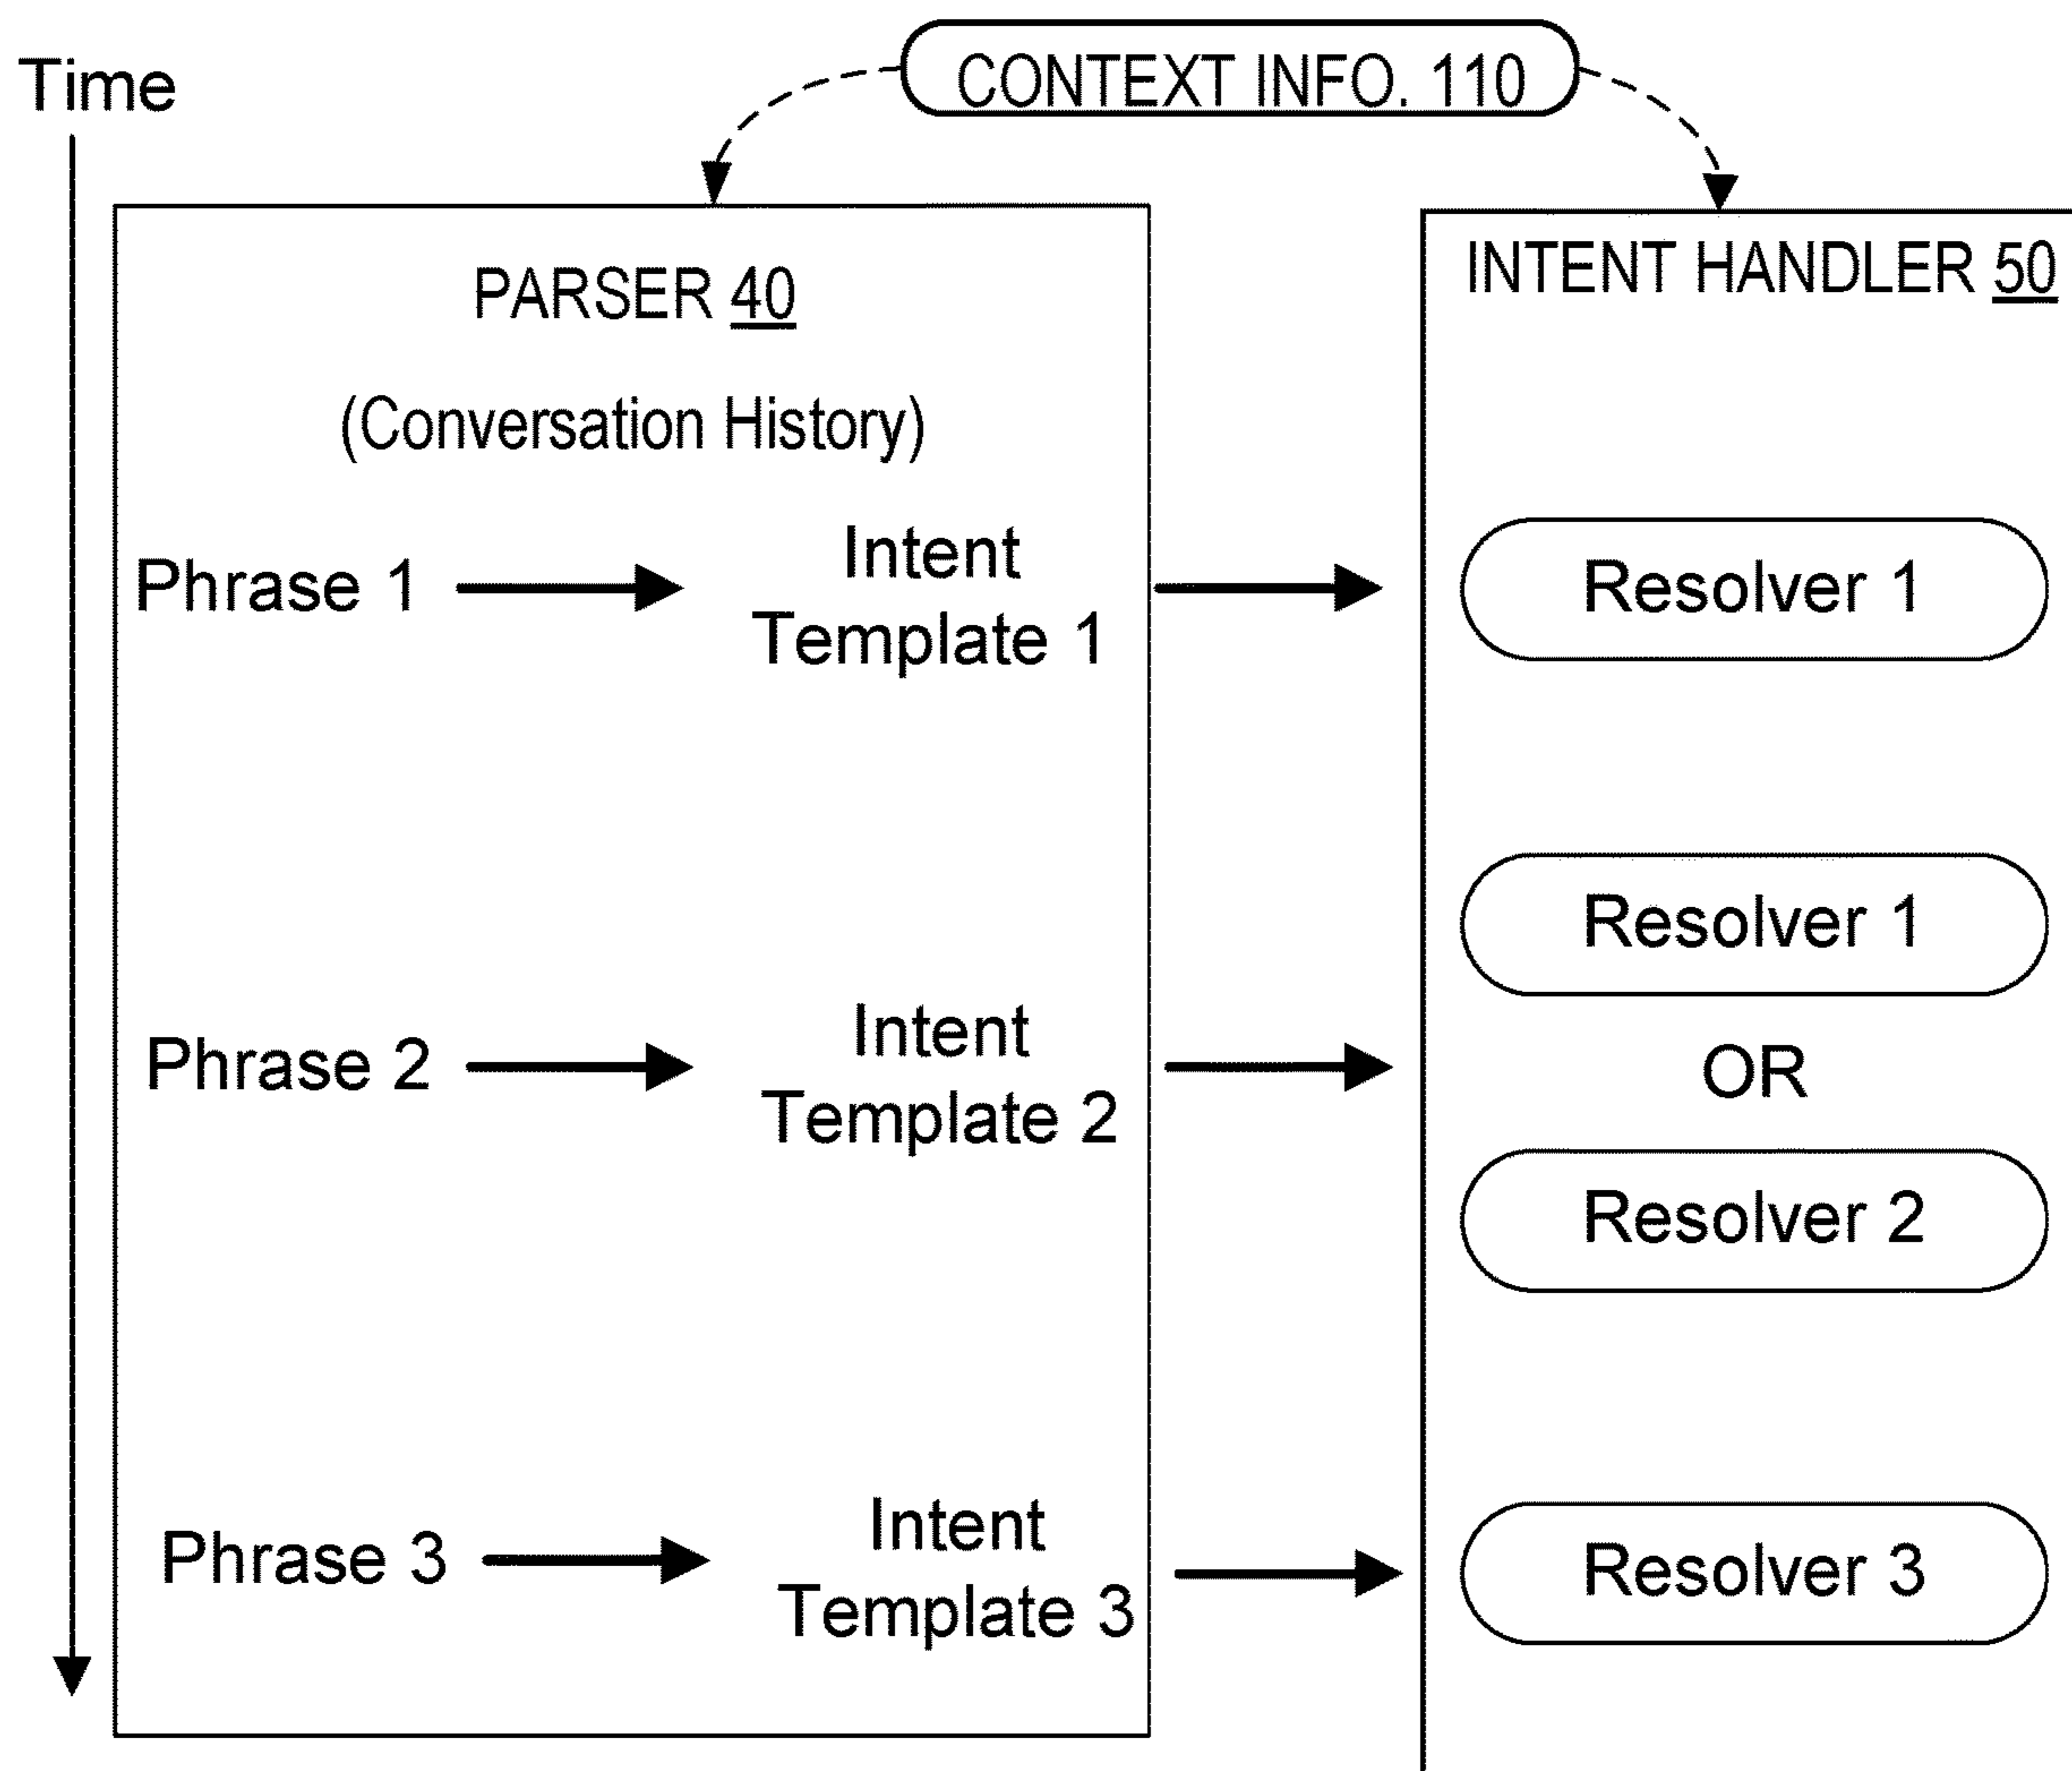 CONTEXT INFO. 110
Time
PARSER 40
(Conversation History)
INTENT HANDLER 50
Phrase 1
Intent
Template 1
Resolver 1
Phrase 2
Intent
Template 2
Resolver 1
OR
Resolver 2
Phrase 3
Intent
Template 3
Resolver 3